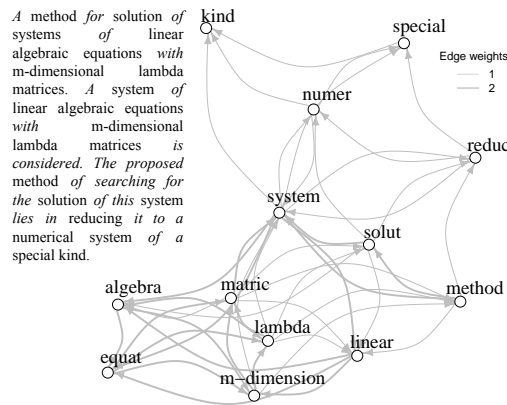 A method for solution of
systems of linear
algebraic equations with
m-dimensional lambda
matrices. A system of
linear algebraic equations
with m-dimensional
lambda matrices is
considered. The proposed
method of searching for
the solution of this system
lies in reducing it to a
numerical system of a
special kind.
kind
special
Edge weights
1
2
numer
reduc
system
solut
algebra
matric
method
lambda
linear
equat
m−dimension